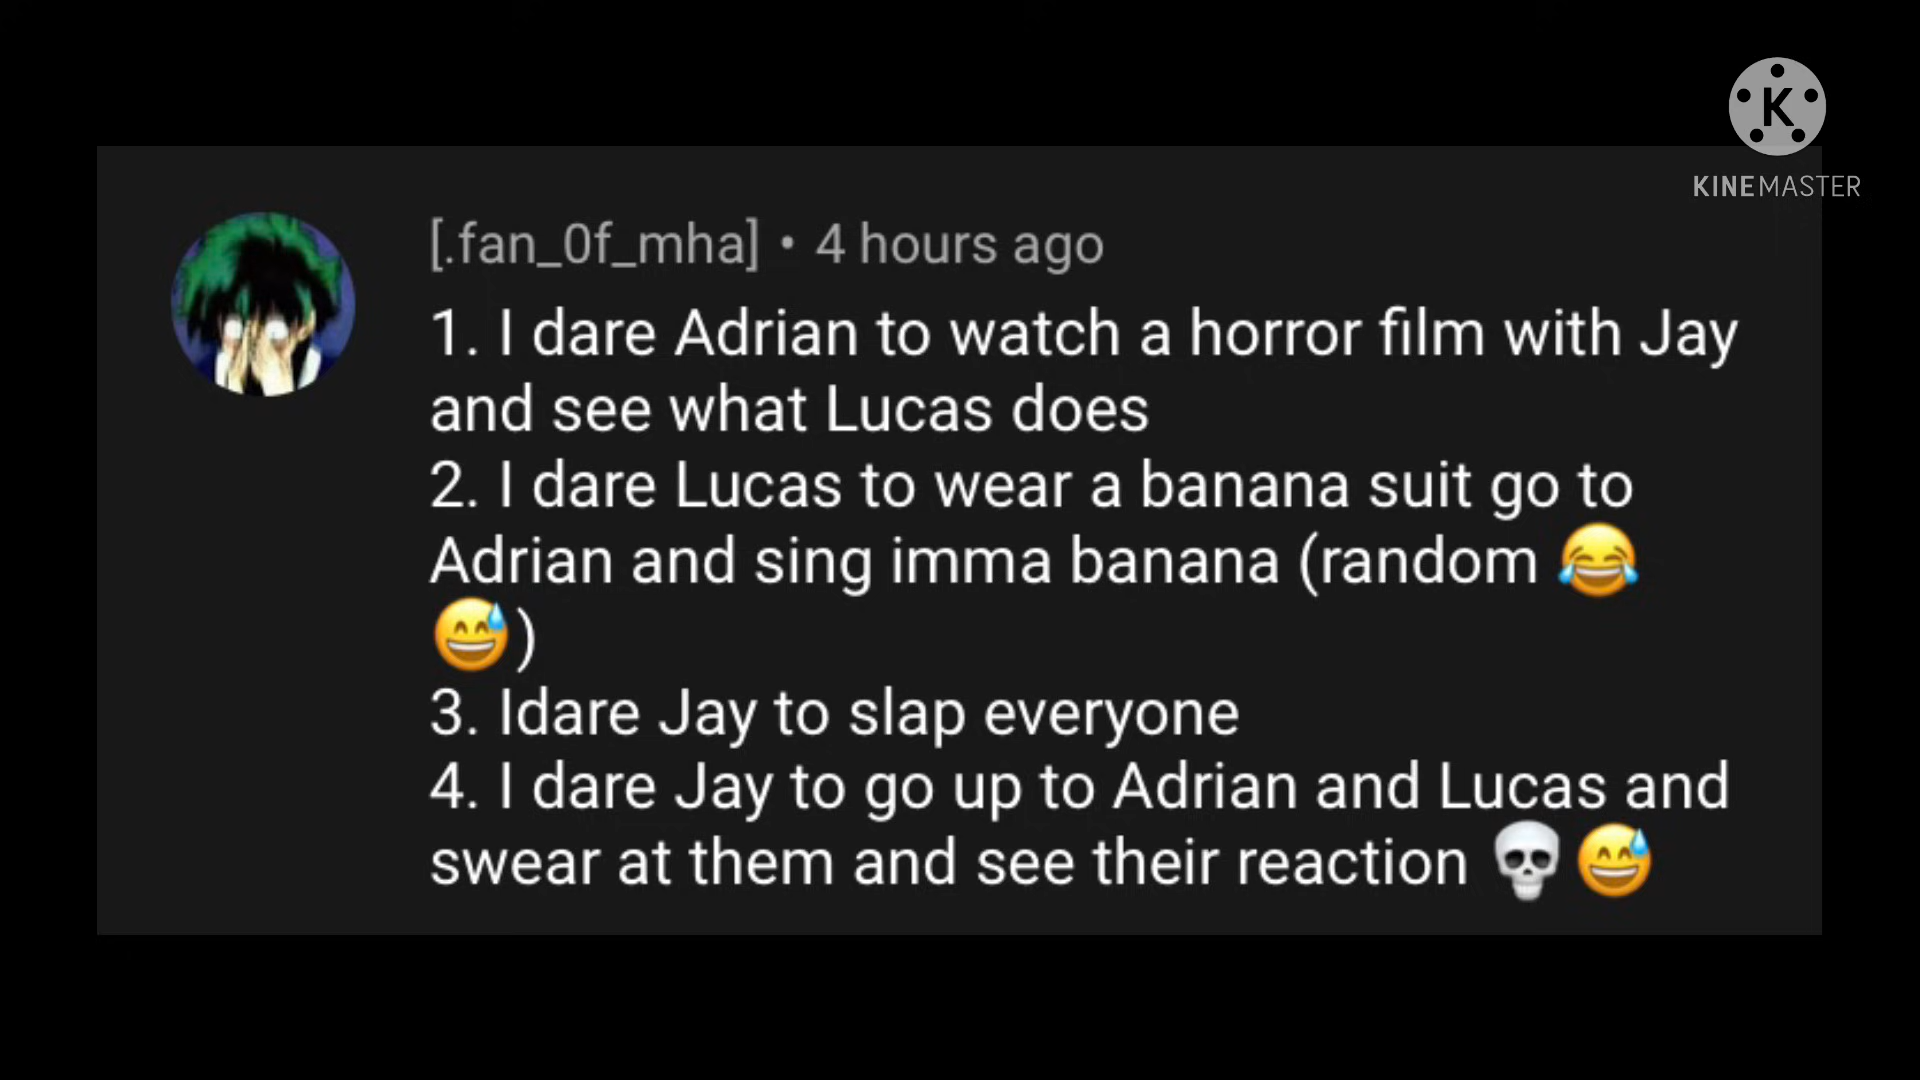 K
KINEMASTER
[.fan_0f_mha] • 4 hours ago
1. I dare Adrian to watch a horror film with Jay
and see what Lucas does
2. I dare Lucas to wear a banana suit go to
Adrian and sing imma banana (random 😂
😅)
3. Idare Jay to slap everyone
4. I dare Jay to go up to Adrian and Lucas and
swear at them and see their reaction 💀😅